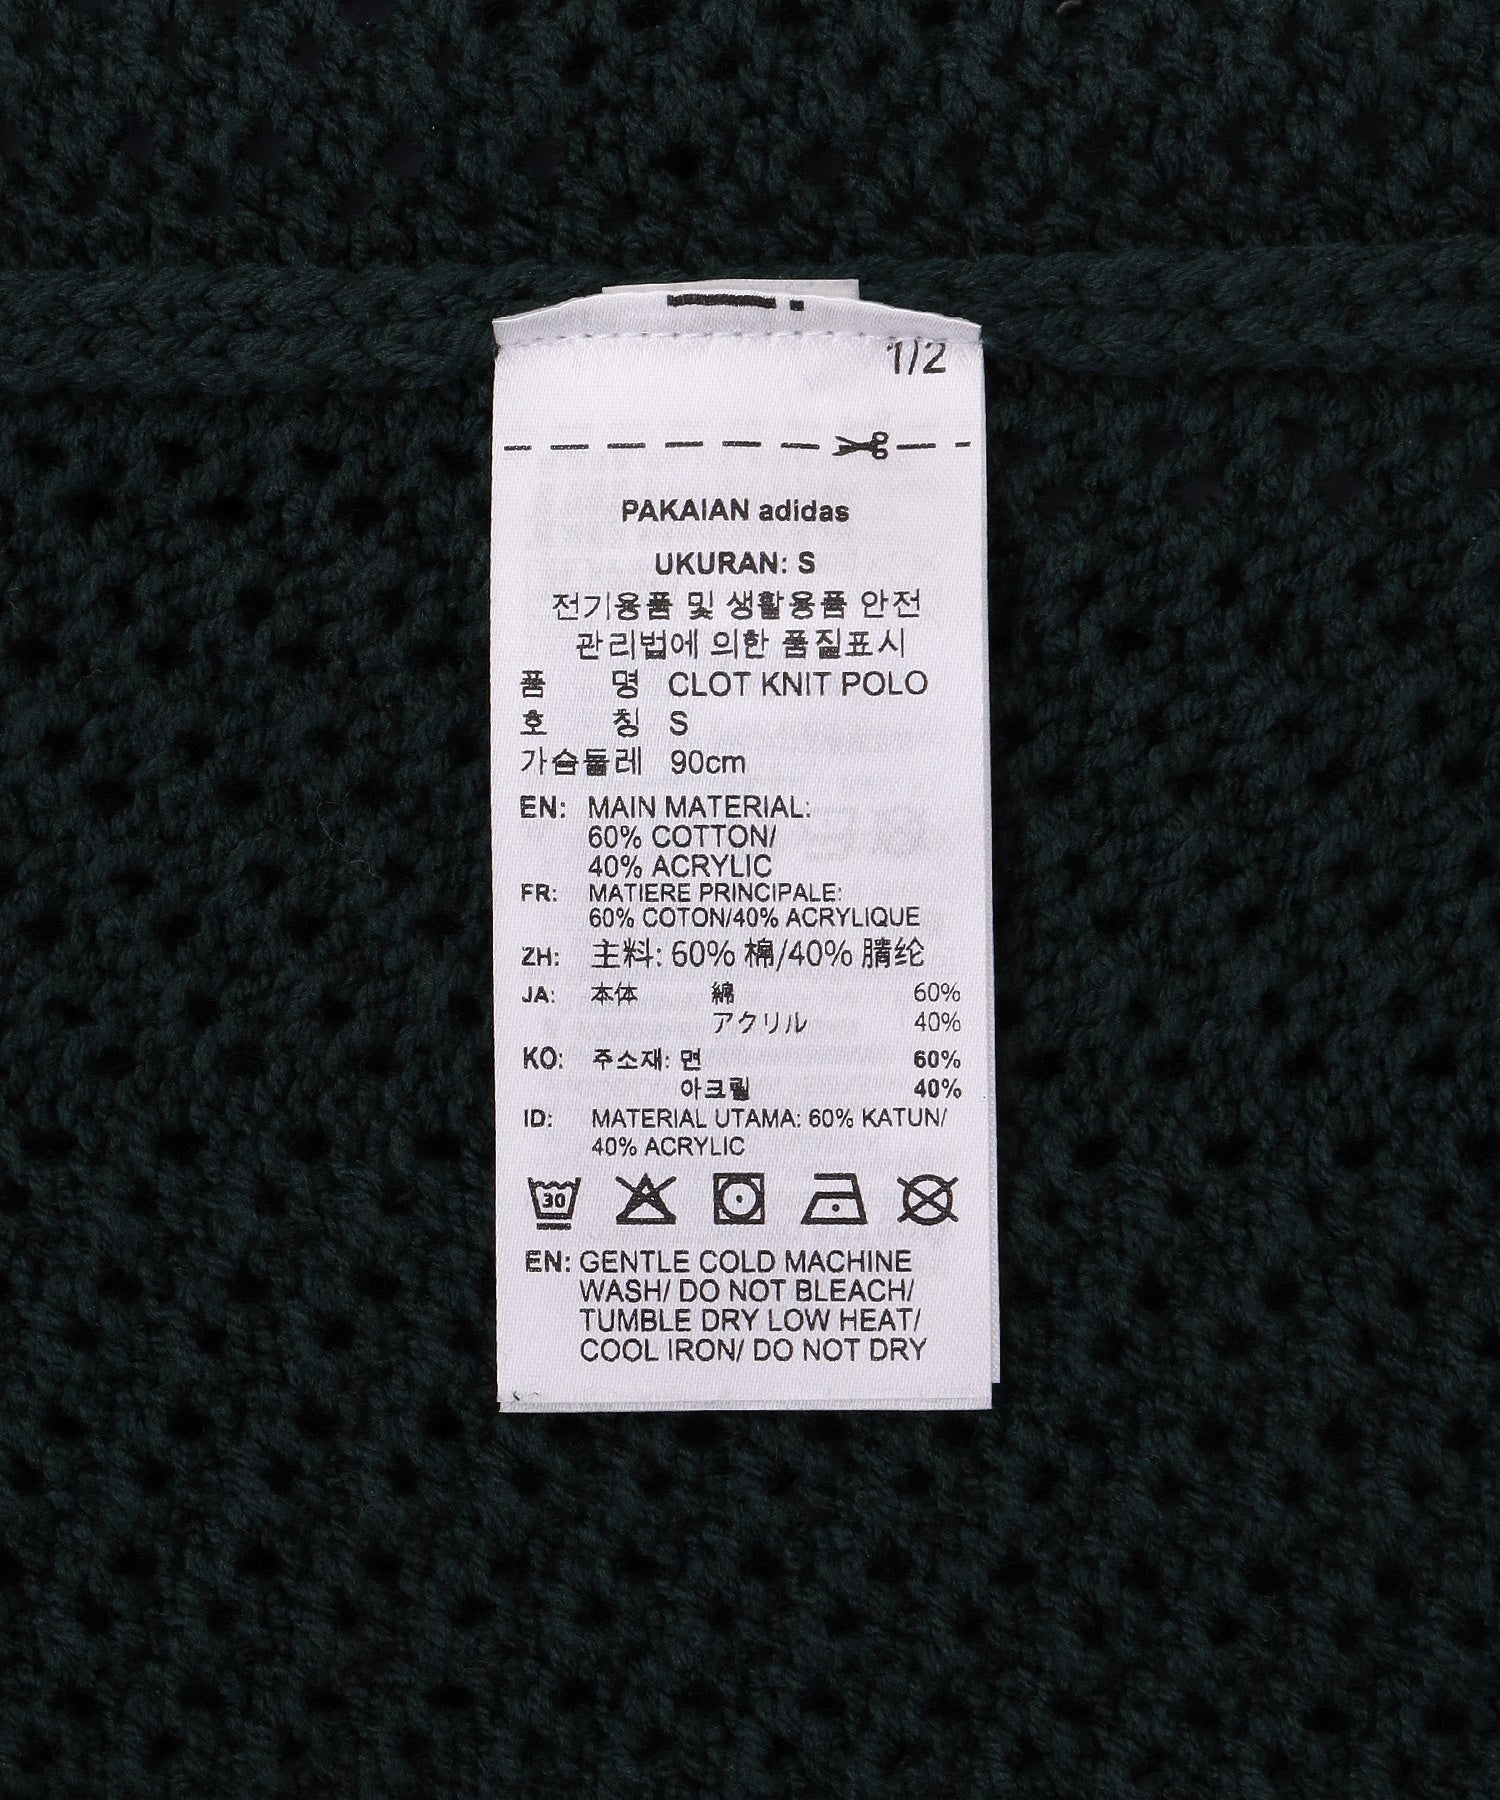 1/2
PAKAIAN adidas
UKURAN: S
전기용품 및 생활용품 안전
관리법에 의한 품질표시
품 명 CLOT KNIT POLO
호 칭 S
가슴둘레 90cm
EN: MAIN MATERIAL:
60% COTTON/
40% ACRYLIC
FR: MATIERE PRINCIPALE:
60% COTON/40% ACRYLIQUE
ZH: 主料: 60% 棉/40% 腈纶
JA: 本体 綿 60%
アクリル 40%
KO: 주소재: 면 60%
아크릴 40%
ID: MATERIAL UTAMA: 60% KATUN/
40% ACRYLIC
30
EN: GENTLE COLD MACHINE
WASH/ DO NOT BLEACH/
TUMBLE DRY LOW HEAT/
COOL IRON/ DO NOT DRY